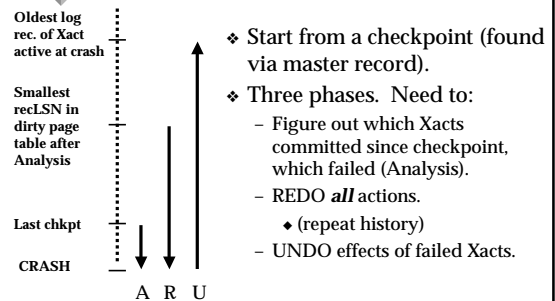 Oldest log
rec. of Xact
active at crash
Smallest
recLSN in
dirty page
table after
Analysis
Last chkpt
CRASH
A R U
❖ Start from a checkpoint (found
via master record).
❖ Three phases. Need to:
– Figure out which Xacts
committed since checkpoint,
which failed (Analysis).
– REDO all actions.
◆ (repeat history)
– UNDO effects of failed Xacts.